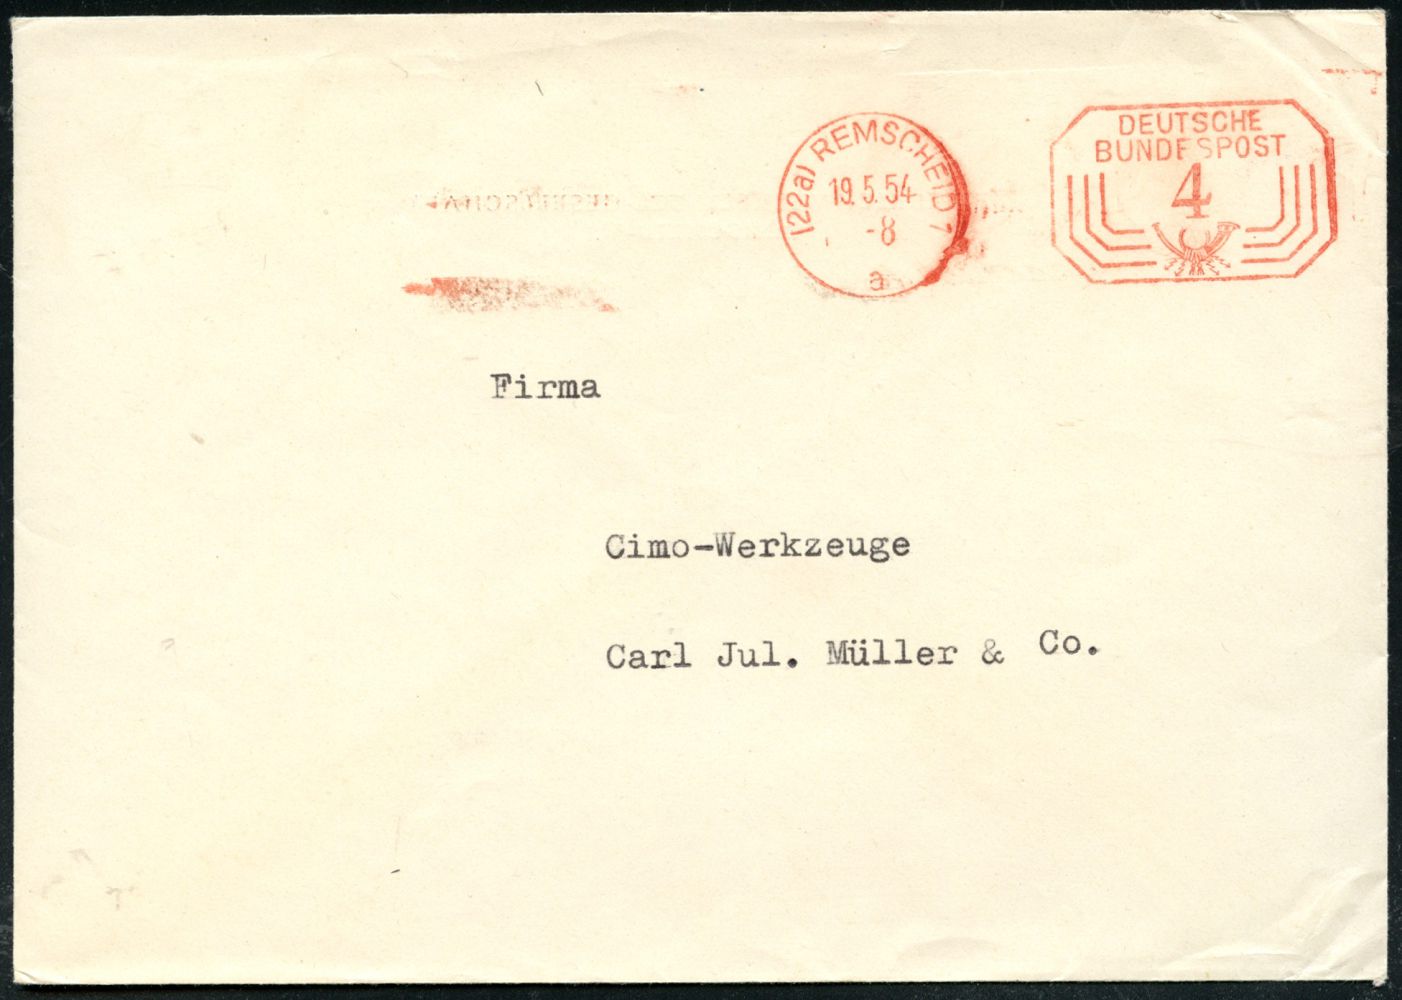 (22a) REMSCHEID 1
19.5.54
-8
a
DEUTSCHE
BUNDESPOST
4
Firma
Cimo-Werkzeuge
Carl Jul. Müller & Co.